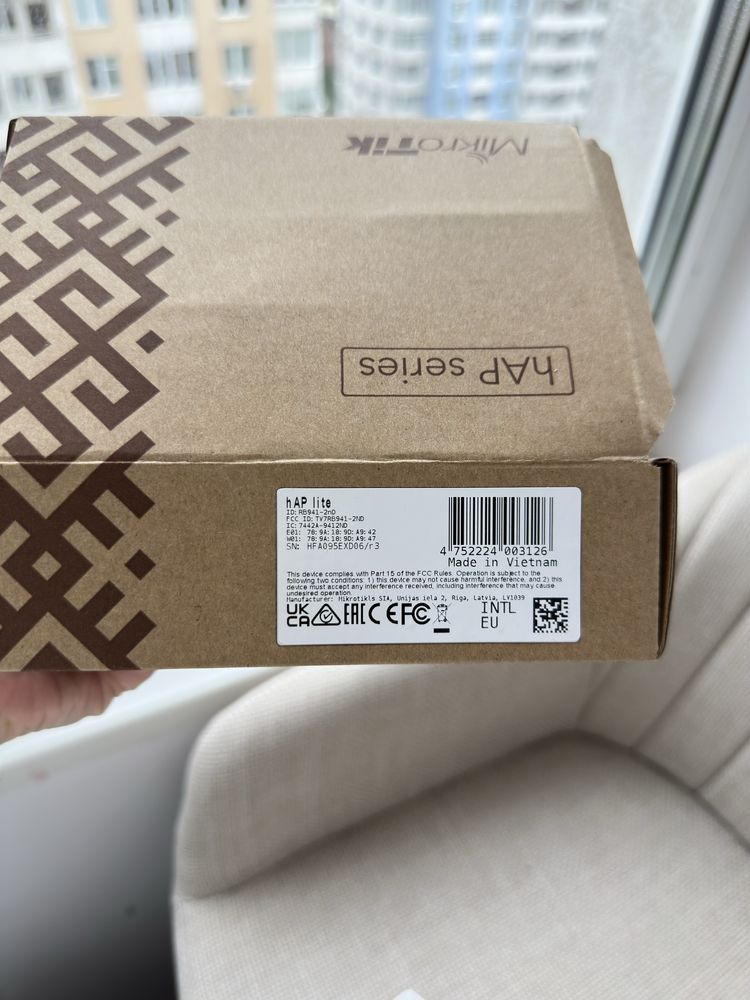 MikroTik
hAP series
hAP lite
ID: RB941-2nD
FCC ID: TV7RB941-2ND
IC: 7442A-9412ND
E01: 78:9A:18:9D:A9:42
W01: 78:9A:18:9D:A9:47
SN: HFA095EXD06/r3
4 752224 003126
Made in Vietnam
This device complies with Part 15 of the FCC Rules. Operation is subject to the
following two conditions: 1) this device may not cause harmful interference, and 2) this
device must accept any interference received, including interference that may cause
undesired operation.
Manufacturer: Mikrotikls SIA, Unijas iela 2, Riga, Latvia, LV1039
UK CA EAC CE FC INTL
EU